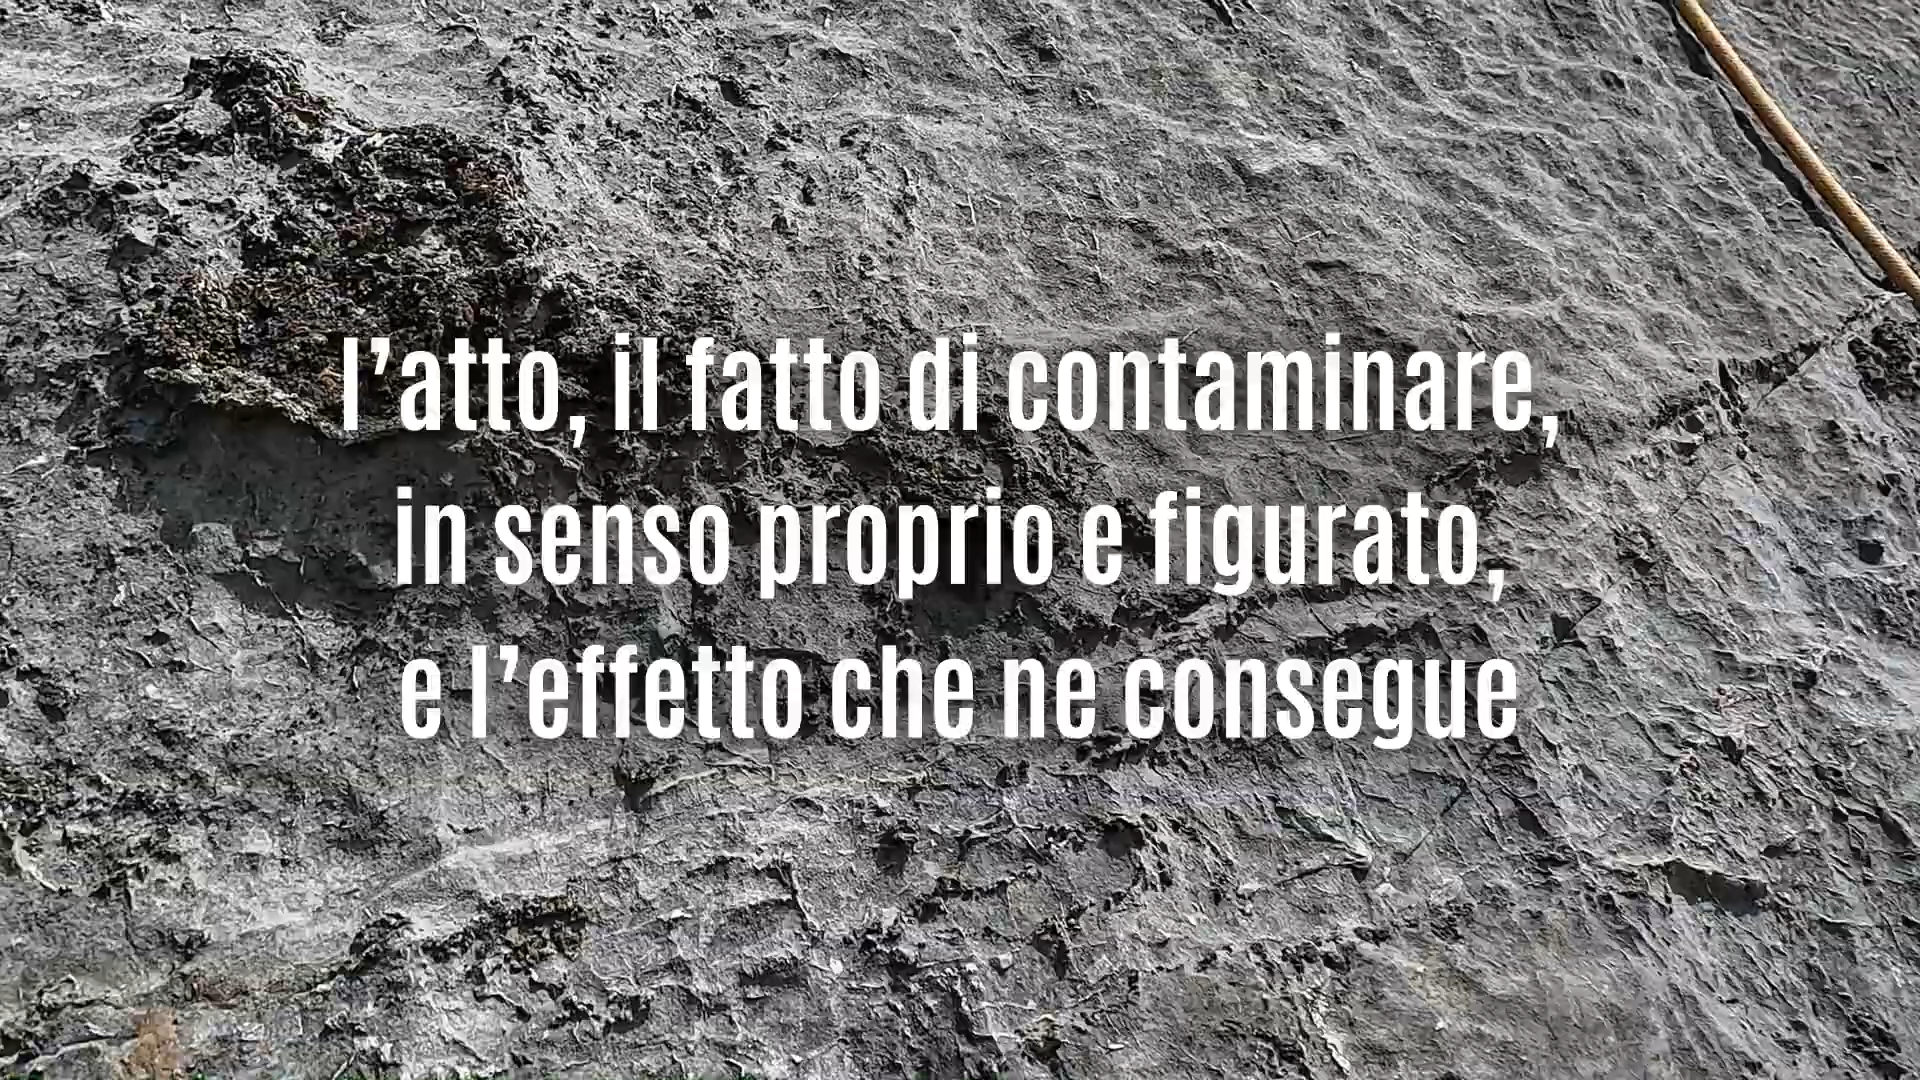 l’atto, il fatto di contaminare,
in senso proprio e figurato,
e l’effetto che ne consegue